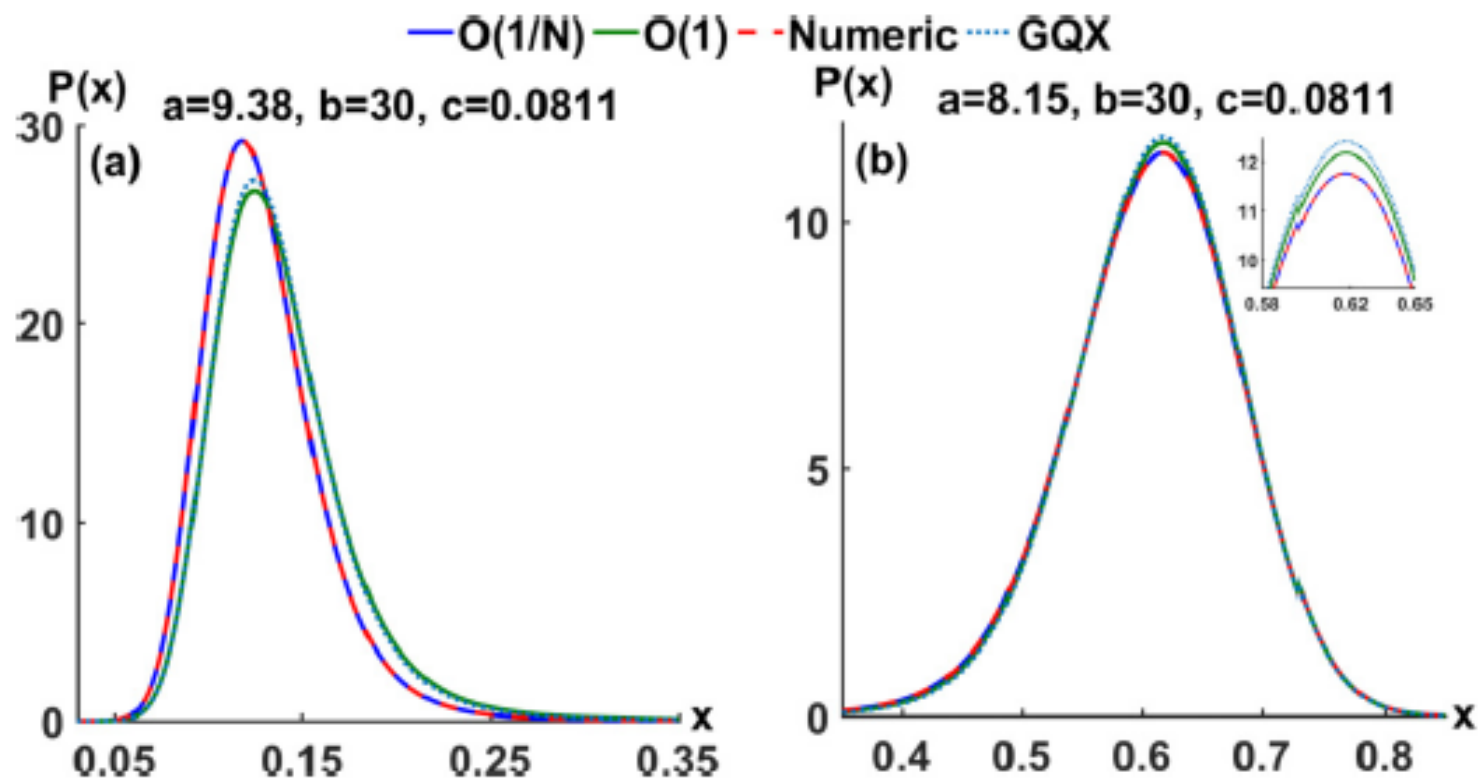 O(1/N) O(1) Numeric GQX
P(x)
a=9.38, b=30, c=0.0811
(a)
30
20
10
0
0.05 0.15 0.25 0.35
x
P(x)
a=8.15, b=30, c=0.0811
(b)
10
5
0
0.4 0.5 0.6 0.7 0.8
x
12
11
10
0.58 0.62 0.65